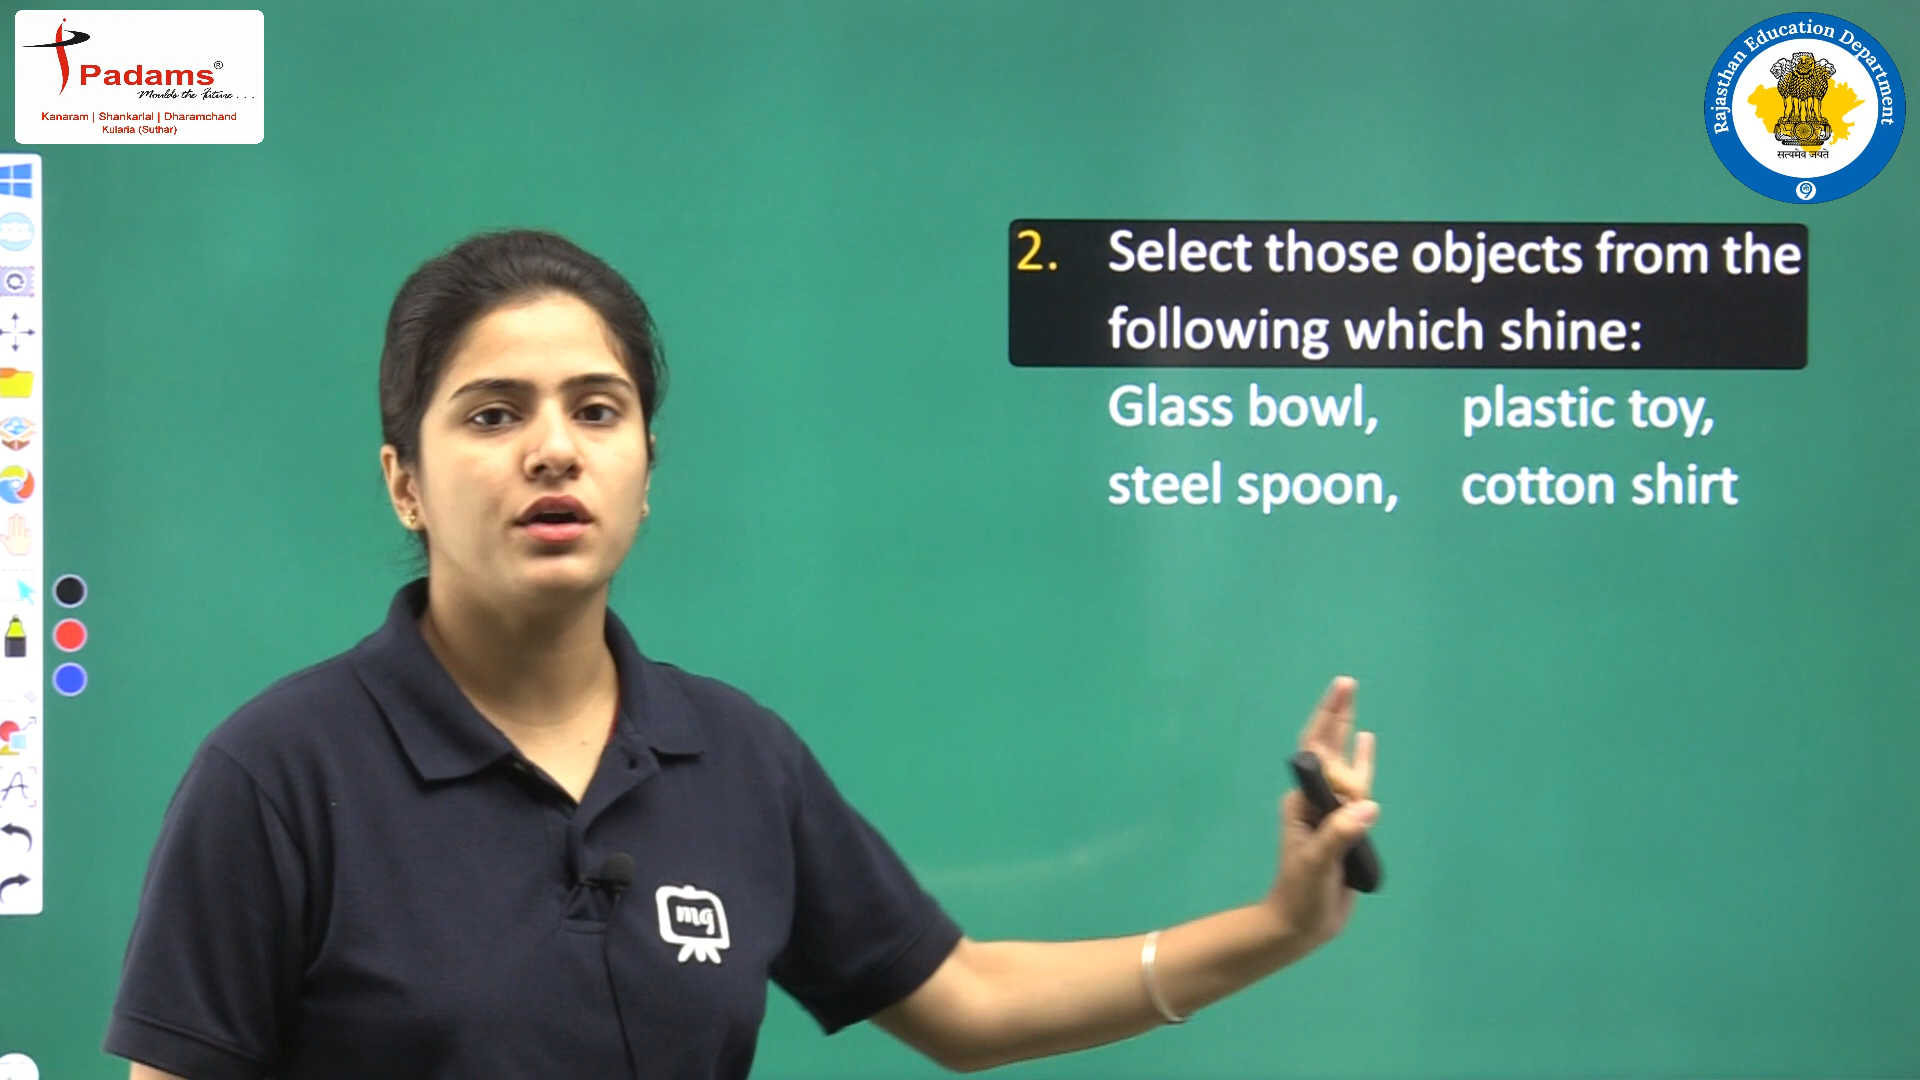 Padams®
Moulds the Future...
Kanaram | Shankarlal | Dharamchand
Kularia (Suthar)
Rajasthan Education Department
सत्यमेव जयते
2. Select those objects from the
following which shine:
Glass bowl, plastic toy,
steel spoon, cotton shirt
mg
A